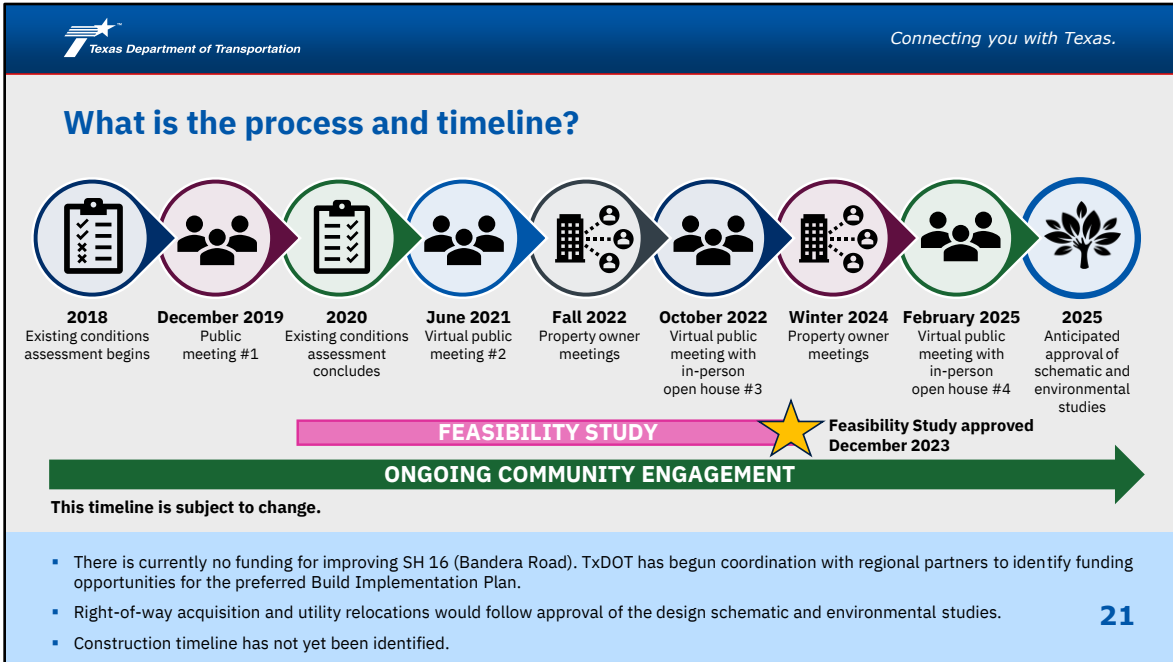 Texas Department of Transportation
Connecting you with Texas.
What is the process and timeline?
2018
Existing conditions
assessment begins
December 2019
Public
meeting #1
2020
Existing conditions
assessment
concludes
June 2021
Virtual public
meeting #2
Fall 2022
Property owner
meetings
October 2022
Virtual public
meeting with
in-person
open house #3
Winter 2024
Property owner
meetings
February 2025
Virtual public
meeting with
in-person
open house #4
2025
Anticipated
approval of
schematic and
environmental
studies
FEASIBILITY STUDY
Feasibility Study approved
December 2023
ONGOING COMMUNITY ENGAGEMENT
This timeline is subject to change.
▪ There is currently no funding for improving SH 16 (Bandera Road). TxDOT has begun coordination with regional partners to identify funding
opportunities for the preferred Build Implementation Plan.
▪ Right-of-way acquisition and utility relocations would follow approval of the design schematic and environmental studies.
▪ Construction timeline has not yet been identified.
21